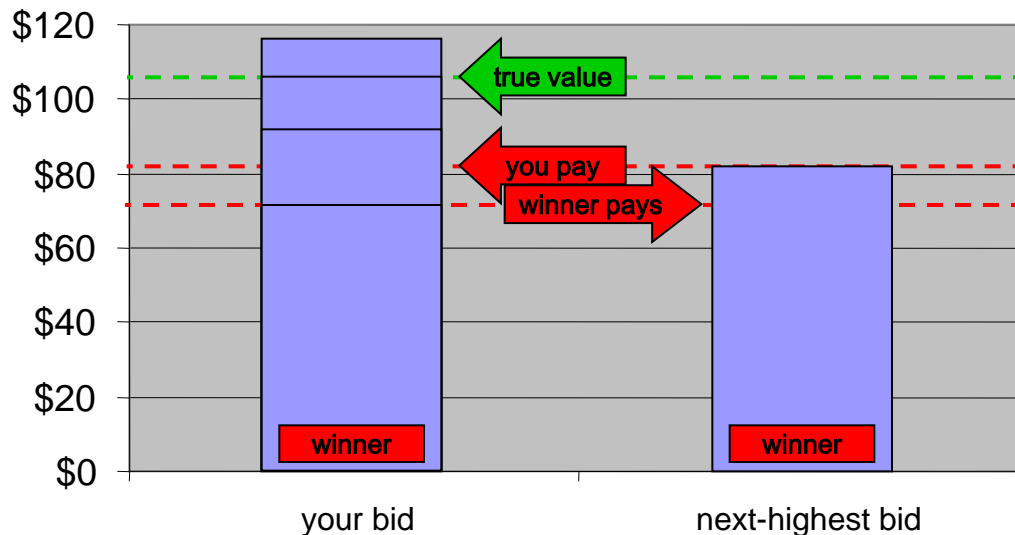 $120
true value
$100
you pay
$80
winner pays
$60
$40
$20
winner
winner
$0
your bid
next-highest bid